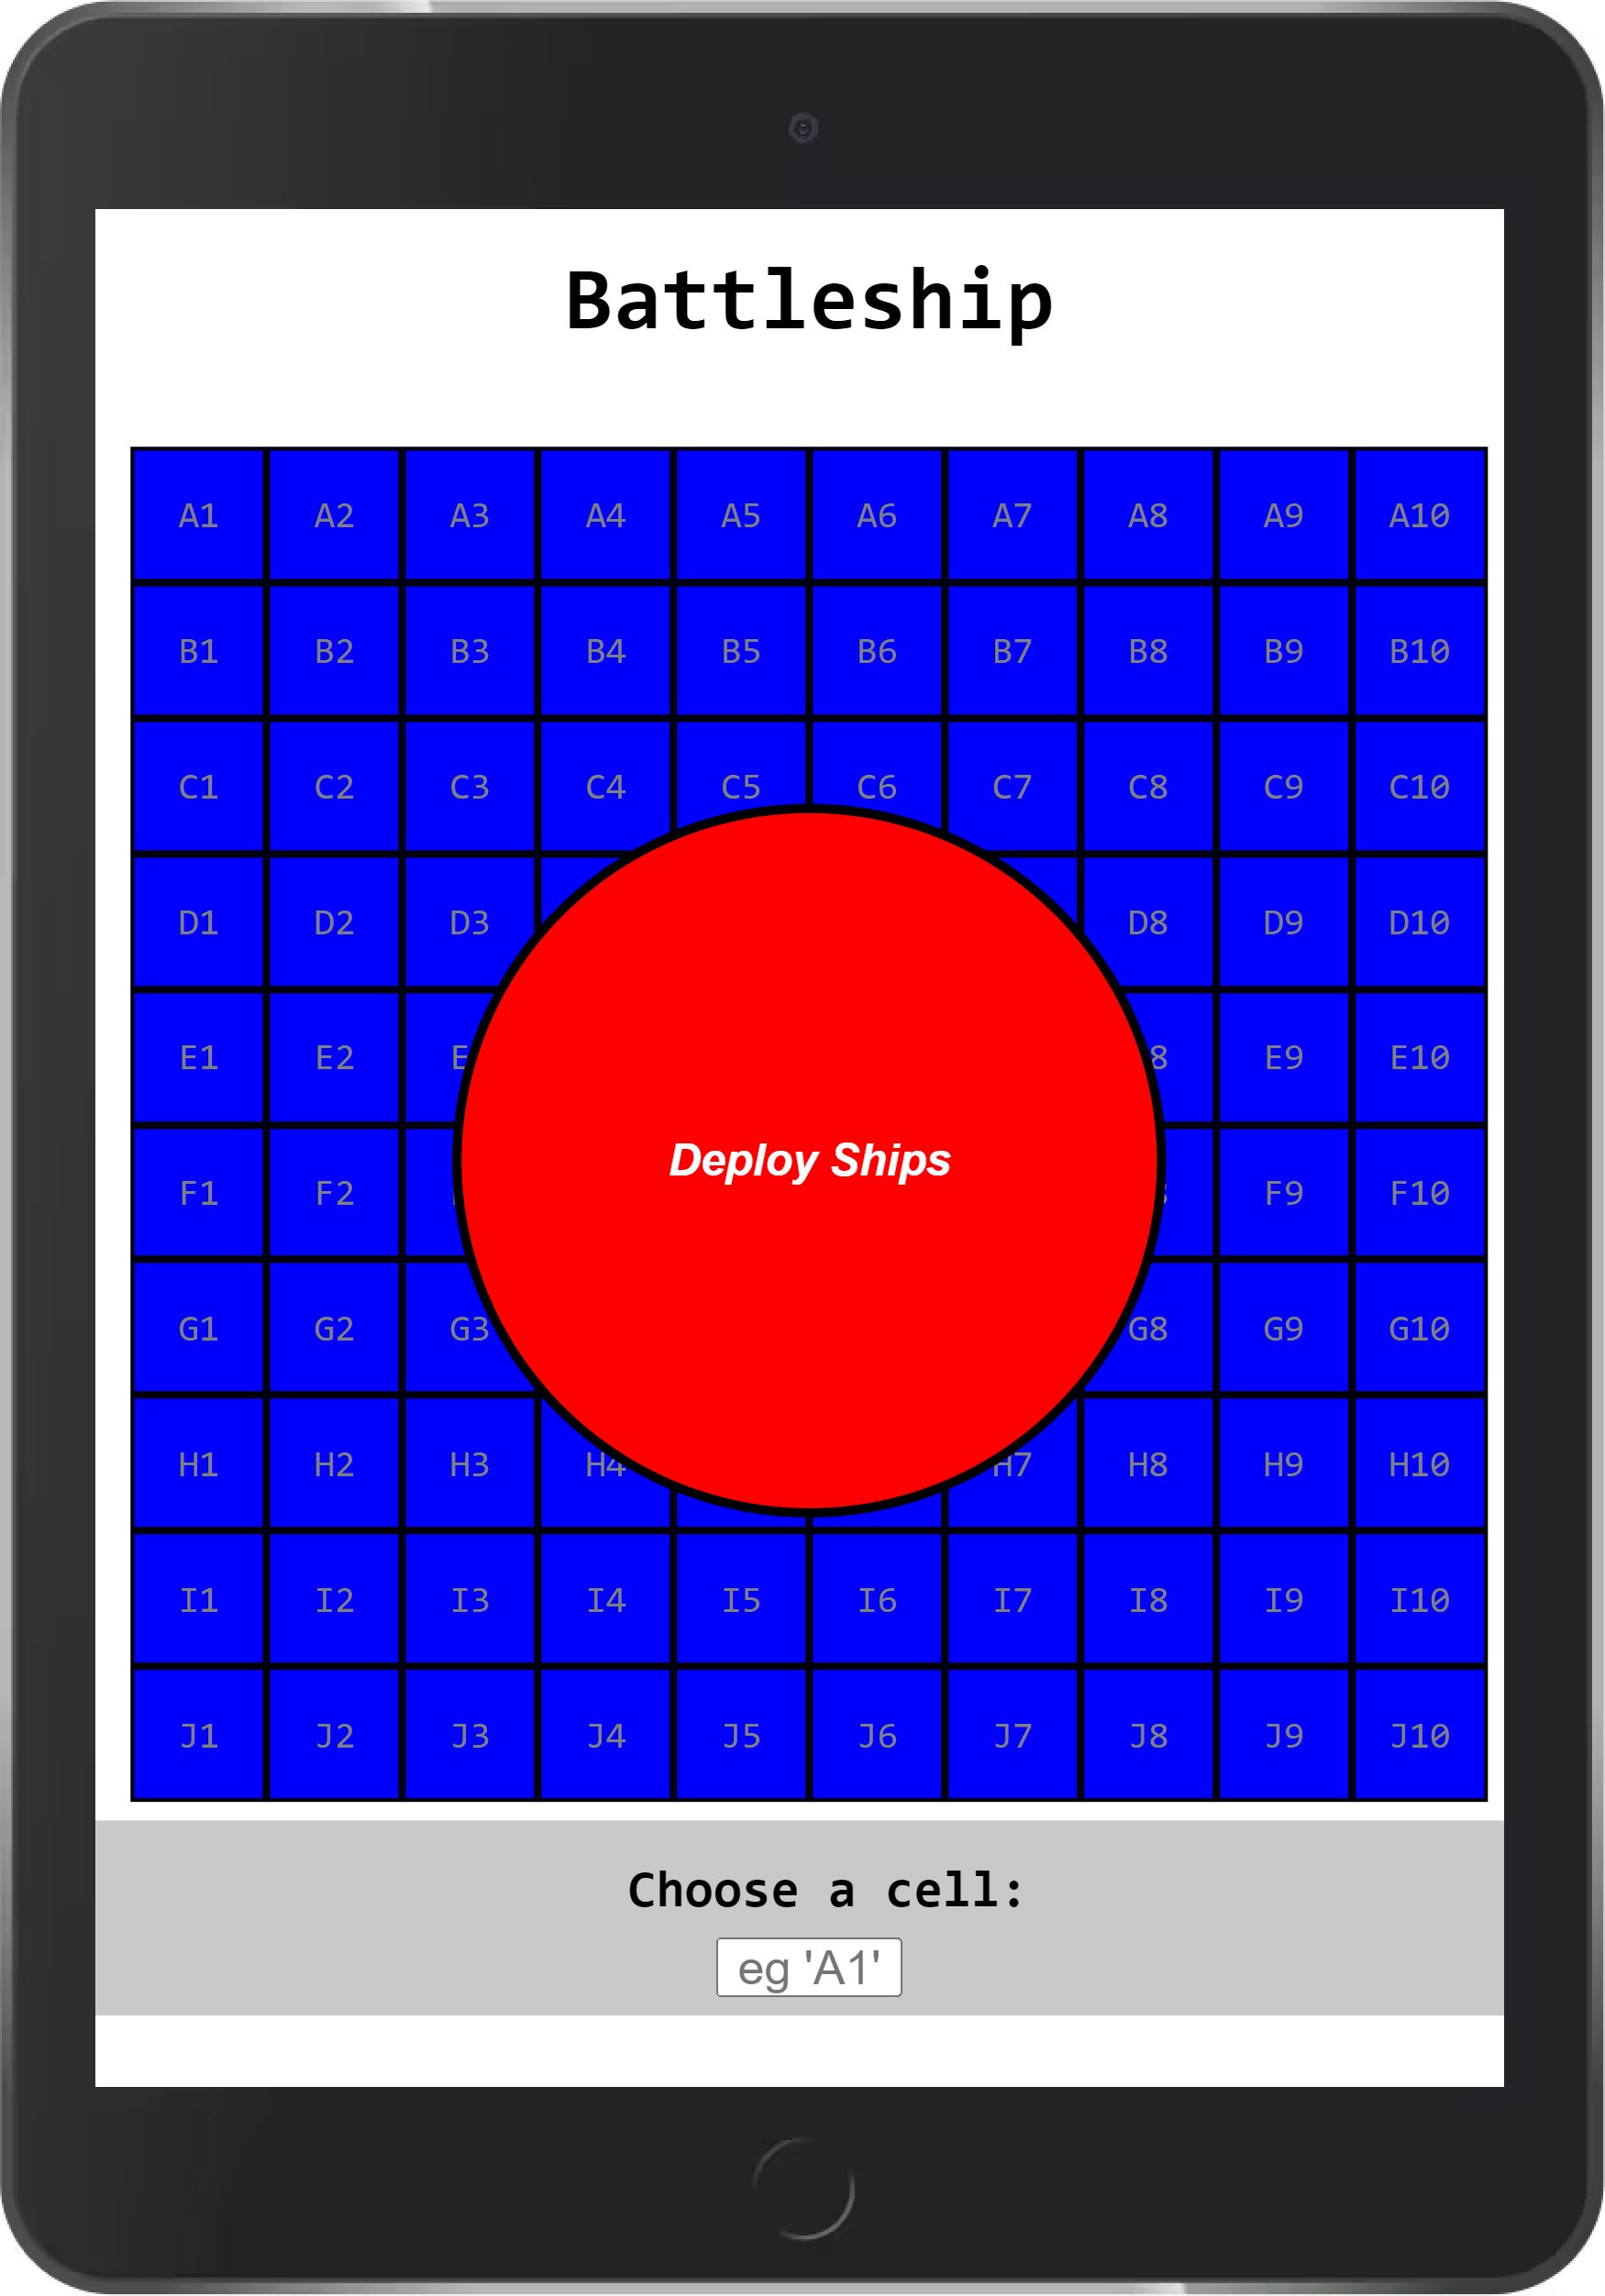 Battleship
A1 A2 A3 A4 A5 A6 A7 A8 A9 A10
B1 B2 B3 B4 B5 B6 B7 B8 B9 B10
C1 C2 C3 C4 C5 C6 C7 C8 C9 C10
D1 D2 D3 D8 D9 D10
E1 E2 E9 E10
Deploy Ships
F1 F2 F9 F10
G1 G2 G3 G8 G9 G10
H1 H2 H3 H4 H7 H8 H9 H10
I1 I2 I3 I4 I5 I6 I7 I8 I9 I10
J1 J2 J3 J4 J5 J6 J7 J8 J9 J10
Choose a cell:
eg 'A1'